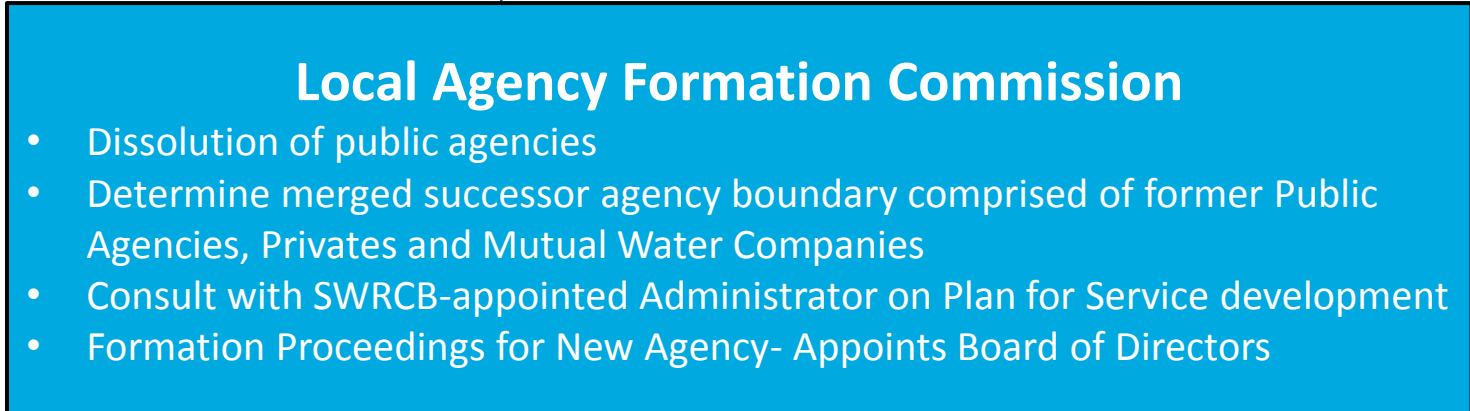 Local Agency Formation Commission
• Dissolution of public agencies
• Determine merged successor agency boundary comprised of former Public
Agencies, Privates and Mutual Water Companies
• Consult with SWRCB-appointed Administrator on Plan for Service development
• Formation Proceedings for New Agency- Appoints Board of Directors